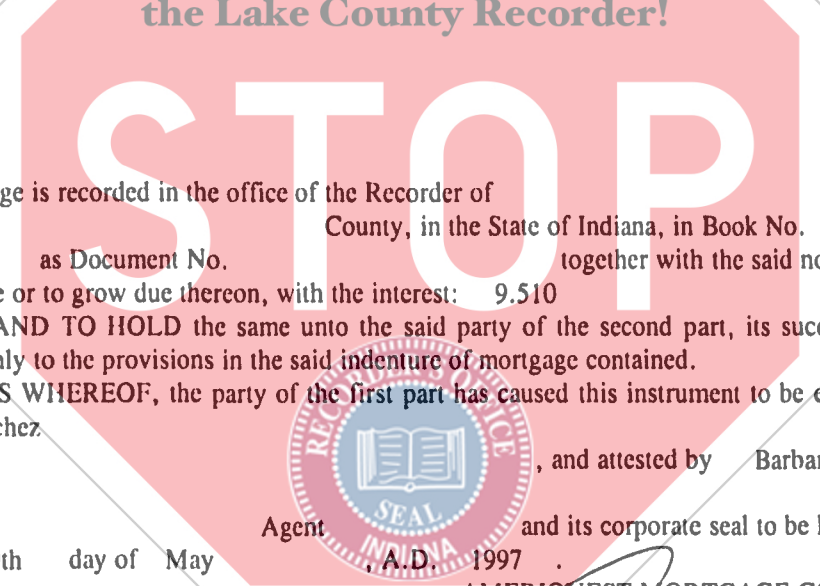 the Lake County Recorder!
STOP
ge is recorded in the office of the Recorder of
County, in the State of Indiana, in Book No.
as Document No. together with the said no
e or to grow due thereon, with the interest: 9.510
AND TO HOLD the same unto the said party of the second part, its succ
nly to the provisions in the said indenture of mortgage contained.
S WHEREOF, the party of the first part has caused this instrument to be e
chez
, and attested by Barbar
Agent and its corporate seal to be h
th day of May , A.D. 1997 .
AMERIQUEST MORTGAGE CO
RECORDER'S OFFICE
SEAL
INDIANA